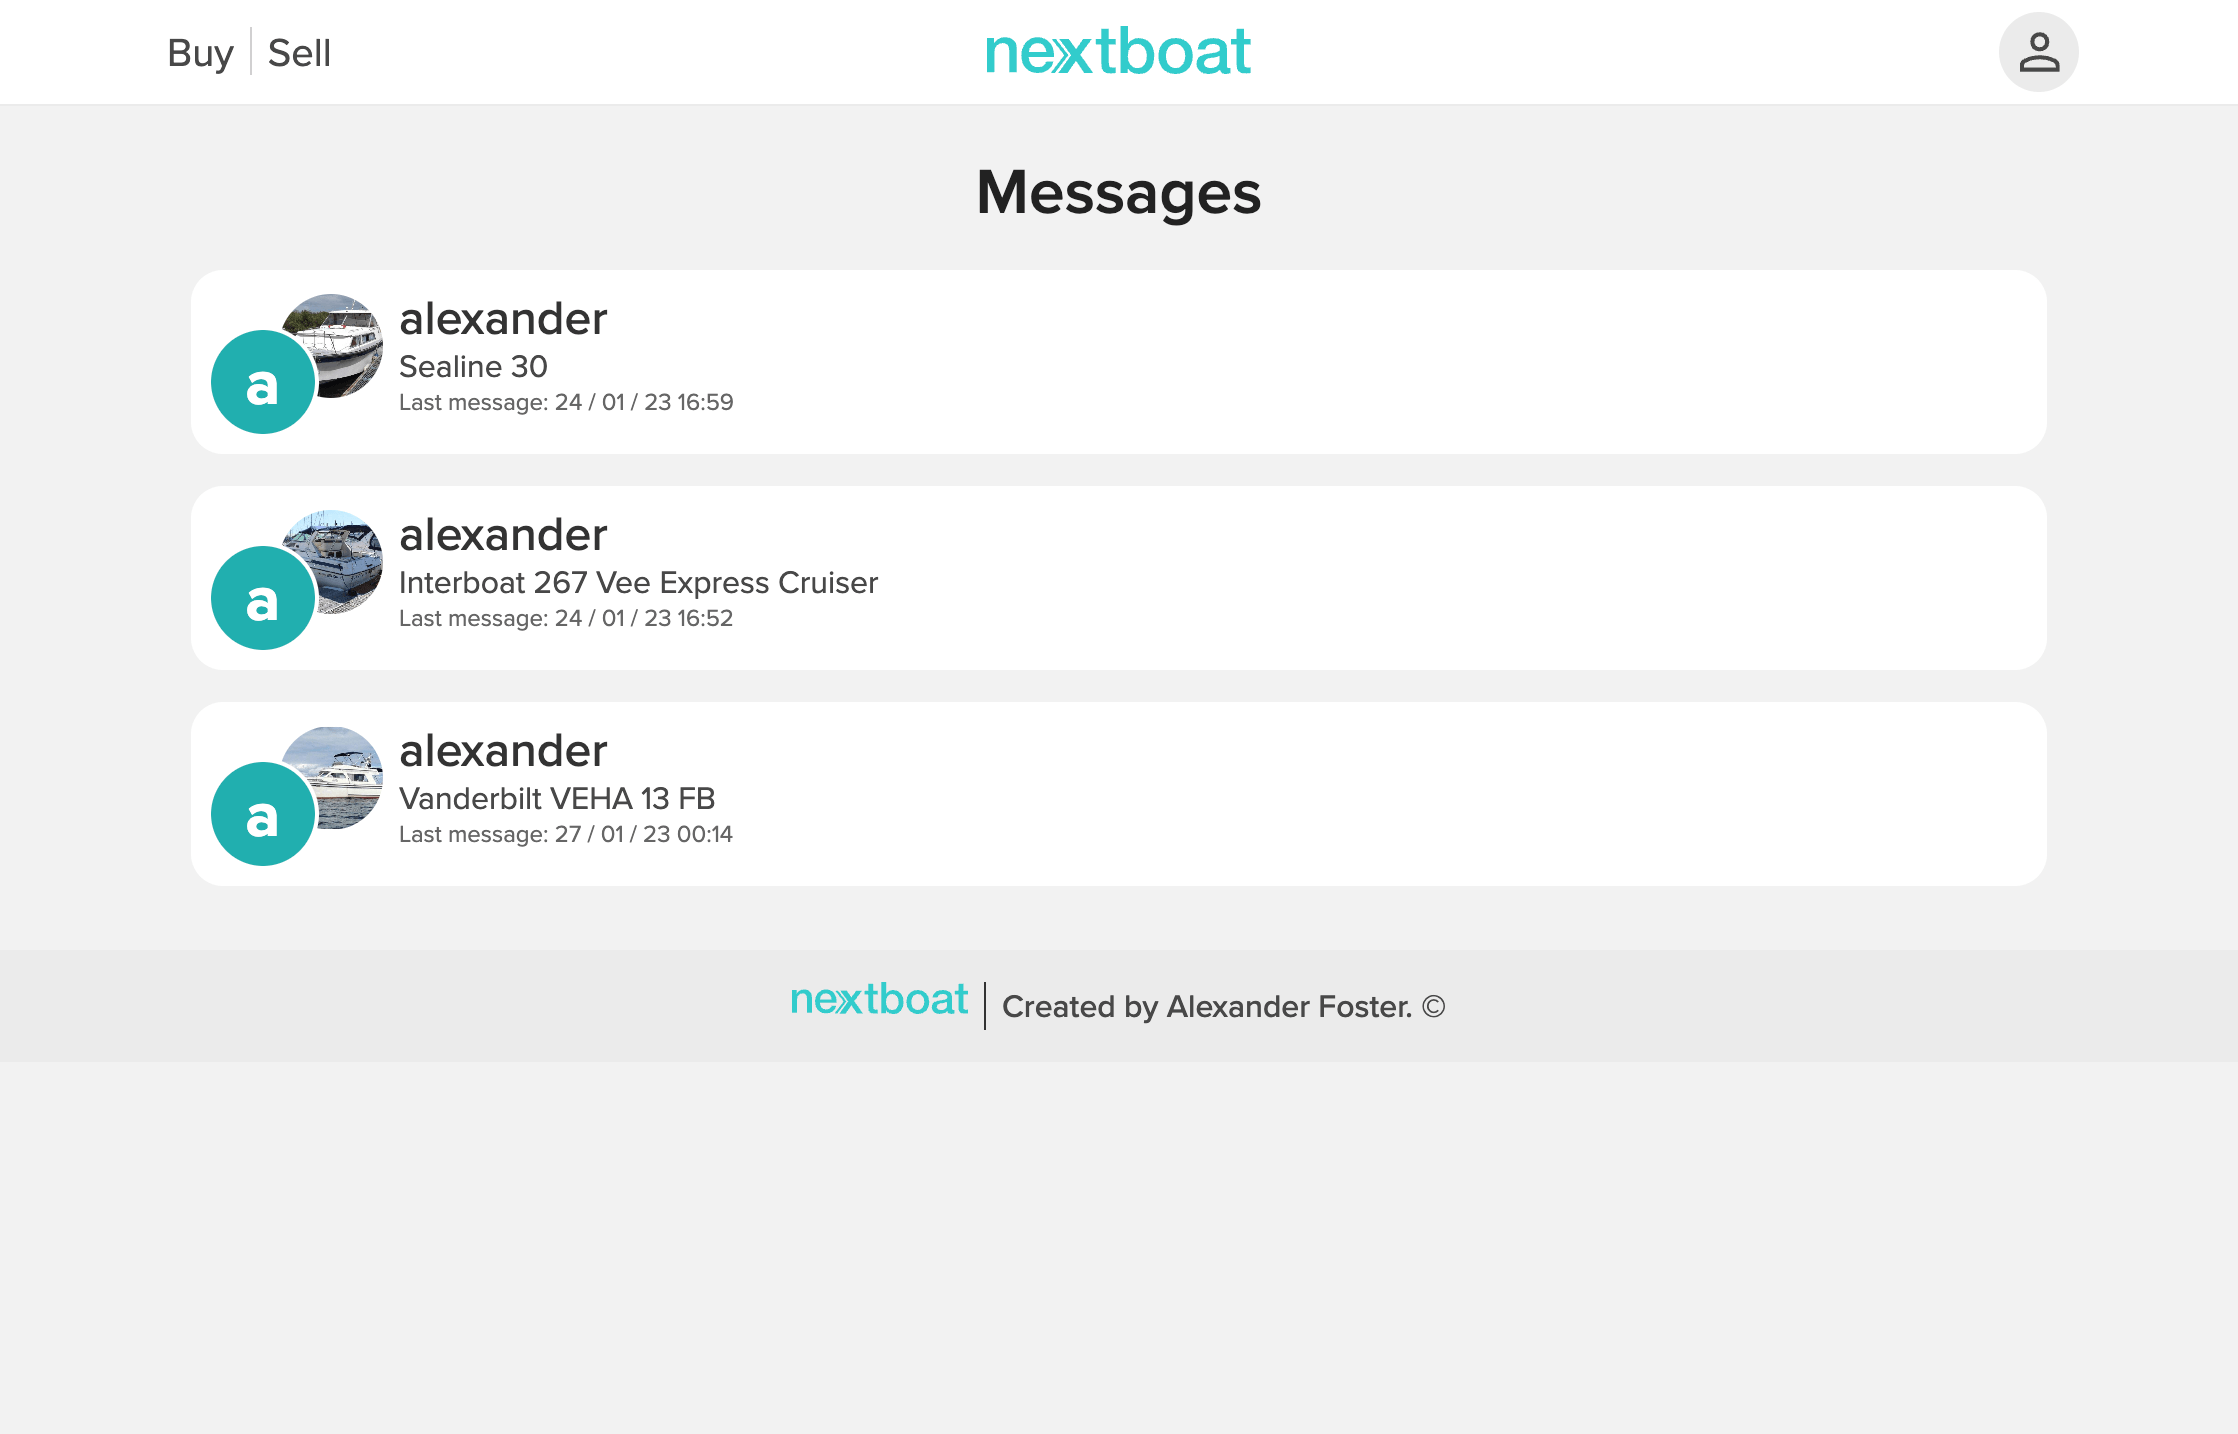 Buy Sell
nextboat
Messages
alexander
Sealine 30
Last message: 24 / 01 / 23 16:59
a
alexander
Interboat 267 Vee Express Cruiser
Last message: 24 / 01 / 23 16:52
a
alexander
Vanderbilt VEHA 13 FB
Last message: 27 / 01 / 23 00:14
a
nextboat Created by Alexander Foster. ©